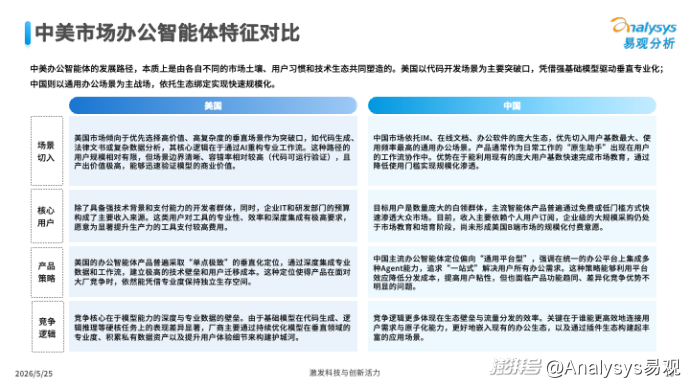 中美市场办公智能体特征对比
analysys
易观分析
中美办公智能体的发展路径，本质上是由各自不同的市场土壤、用户习惯和技术生态共同塑造的。美国以代码开发场景为主要突破口，凭借强基础模型驱动垂直专业化；
中国则以通用办公场景为主战场，依托生态绑定实现快速规模化。
美国
中国
场景
切入
美国市场倾向于优先选择高价值、高复杂度的垂直场景作为突破口，如代码生成、
法律文书或复杂数据分析，其核心逻辑在于通过AI重构专业工作流。这种路径的
用户规模相对有限，但场景边界清晰、容错率相对较高（代码可运行验证），且
产出价值极高，能够迅速验证模型的商业价值。
中国市场依托IM、在线文档、办公软件的庞大生态，优先切入用户基数最大、使
用频率最高的通用办公场景。产品通常作为日常工作的“原生助手”出现在用户
的工作流协作中。优势在于能利用现有的庞大用户基数快速完成市场教育，通过
降低使用门槛实现规模化渗透。
核心
用户
除了具备强技术背景和支付能力的开发者群体，同时，企业IT和研发部门的预算
构成了主要收入来源。这类用户对工具的专业性、效率和深度集成有极高要求，
愿意为显著提升生产力的工具支付较高费用。
目标用户是数量庞大的白领群体，主流智能体产品普遍通过免费或低门槛方式快
速渗透大众市场。目前，收入主要依赖个人用户订阅，企业级的大规模采购仍处
于市场教育和培育阶段，尚未形成美国B端市场的规模化付费意愿。
产品
策略
美国的办公智能体产品普遍采取“单点极致”的垂直化定位，通过深度集成专业
数据和工作流，建立极高的技术壁垒和用户迁移成本。这种定位使得产品在面对
大厂竞争时，依然能凭借专业度保持独立生存空间。
中国主流办公智能体定位偏向“通用平台型”，强调在统一的办公平台上集成多
种Agent能力，追求“一站式”解决用户所有办公需求。这种策略能够利用平台
效应降低分发成本，提高用户粘性，但也面临产品功能趋同、差异化竞争优势不
明显的问题。
竞争
逻辑
竞争核心在于模型能力的深度与专业数据的壁垒。由于基础模型在代码生成、逻
辑推理等硬核任务上的表现差异显著，厂商主要通过持续优化模型在垂直领域的
专业度、积累私有数据资产以及提升用户体验细节来构建护城河。
竞争逻辑更多体现在生态壁垒与流量分发的效率。关键在于谁能更高效地连接用
户需求与原子化能力，更好地嵌入现有的办公生态，以及通过插件生态构建起丰
富的应用场景。
2026/5/25
激发科技与创新活力
澎湃号@Analysys易观